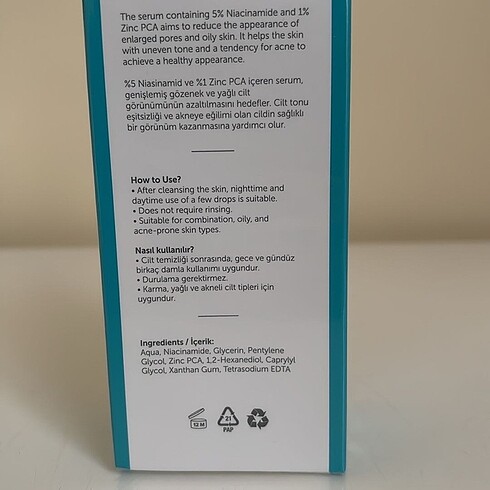 The serum containing 5% Niacinamide and 1%
Zinc PCA aims to reduce the appearance of
enlarged pores and oily skin. It helps the skin
with uneven tone and a tendency for acne to
achieve a healthy appearance.
%5 Niasinamid ve %1 Zinc PCA içeren serum,
genişlemiş gözenek ve yağlı cilt
görünümünün azaltılmasını hedefler. Cilt tonu
eşitsizliği ve akneye eğilimi olan cildin sağlıklı
bir görünüm kazanmasına yardımcı olur.
How to Use?
• After cleansing the skin, nighttime and
daytime use of a few drops is suitable.
• Does not require rinsing.
• Suitable for combination, oily, and
acne-prone skin types.
Nasıl kullanılır?
• Cilt temizliği sonrasında, gece ve gündüz
birkaç damla kullanımı uygundur.
• Durulama gerektirmez.
• Karma, yağlı ve akneli cilt tipleri için
uygundur.
Ingredients / İçerik:
Aqua, Niacinamide, Glycerin, Pentylene
Glycol, Zinc PCA, 1,2-Hexanediol, Caprylyl
Glycol, Xanthan Gum, Tetrasodium EDTA
12 M
21
PAP